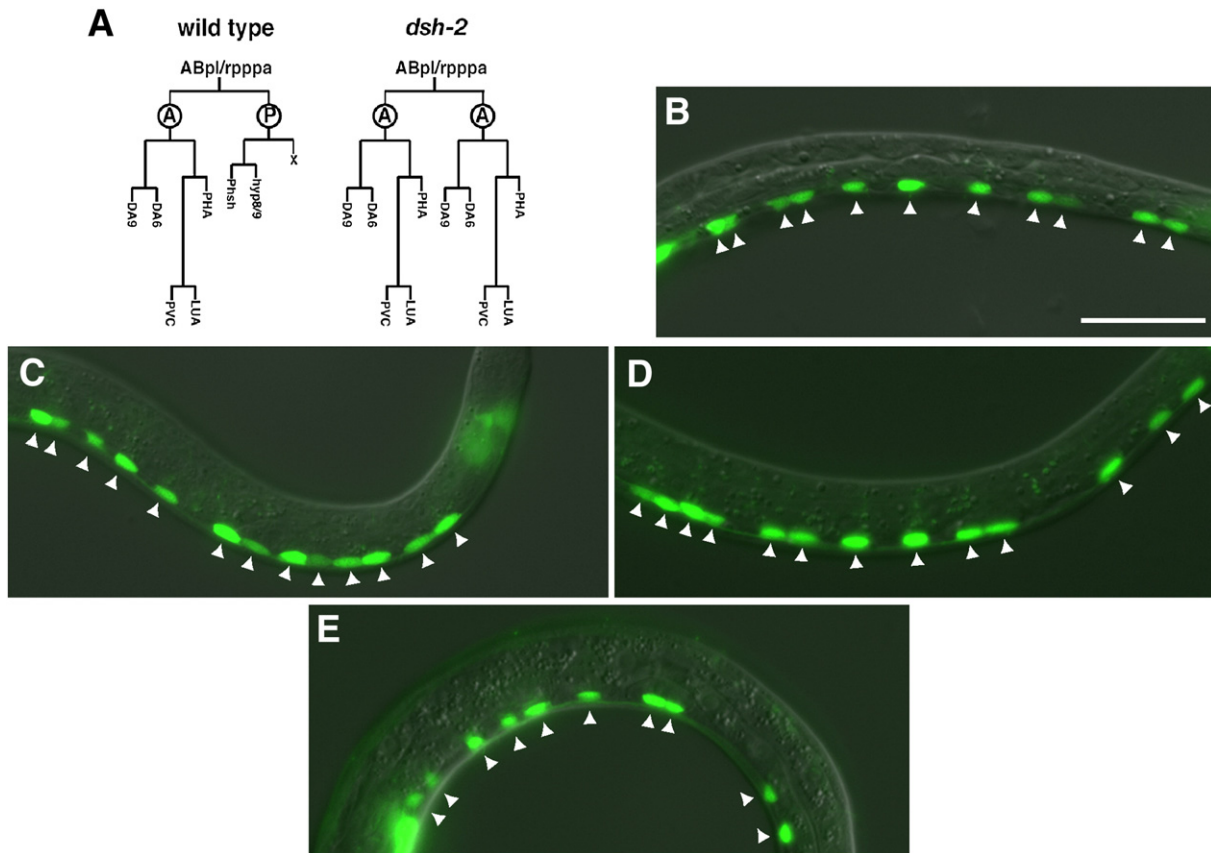 A
wild type
dsh-2
ABpl/rpppa
ABpl/rpppa
A
P
A
A
X
DA9
DA6
PHA
Phsh
hyp8/9
DA9
DA6
PHA
DA9
DA6
PHA
PVC
LUA
PVC
LUA
PVC
LUA
B
C
D
E